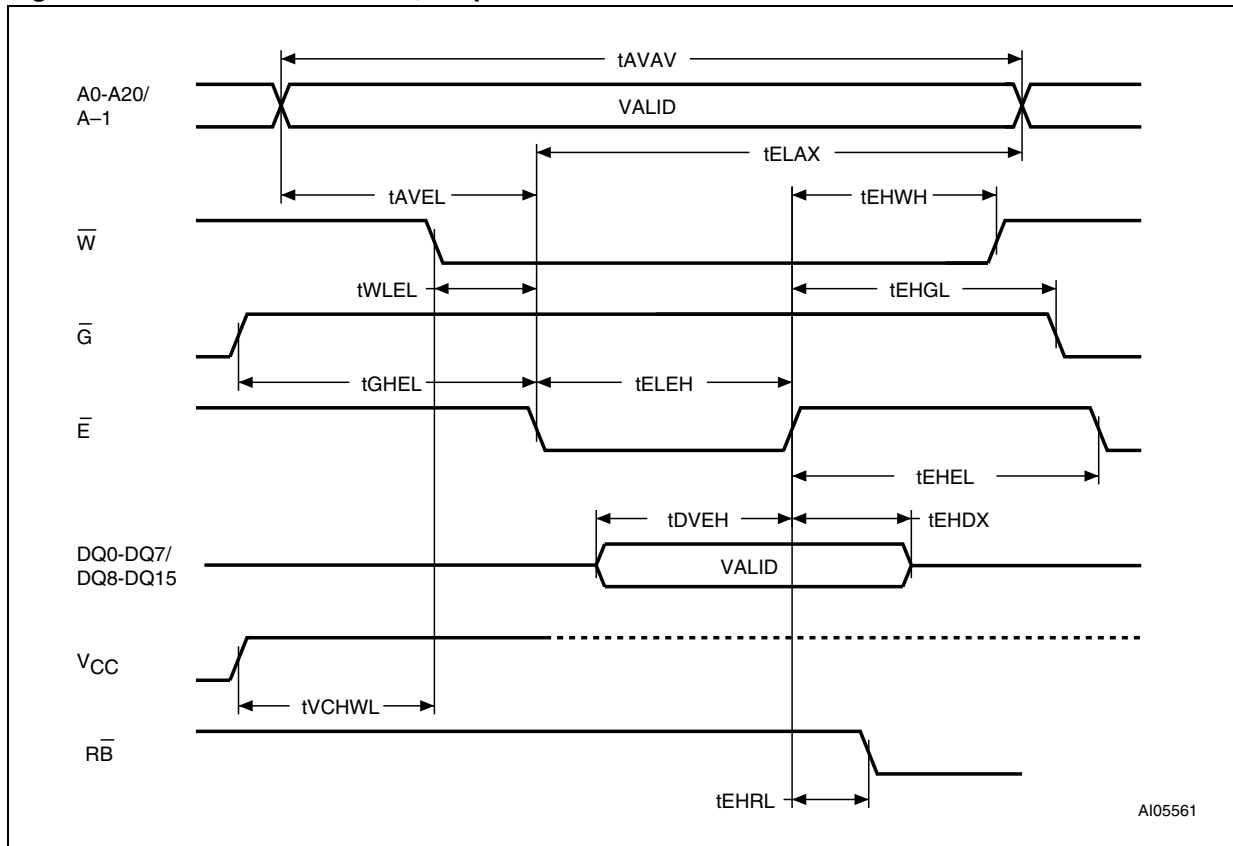 tAVAV
A0-A20/
A–1
VALID
tELAX
tAVEL
tEHWH
W̅
tWLEL
tEHGL
G̅
tGHEL
tELEH
E̅
tEHEL
tDVEH
tEHDX
DQ0-DQ7/
DQ8-DQ15
VALID
VCC
tVCHWL
RB̅
tEHRL
AI05561